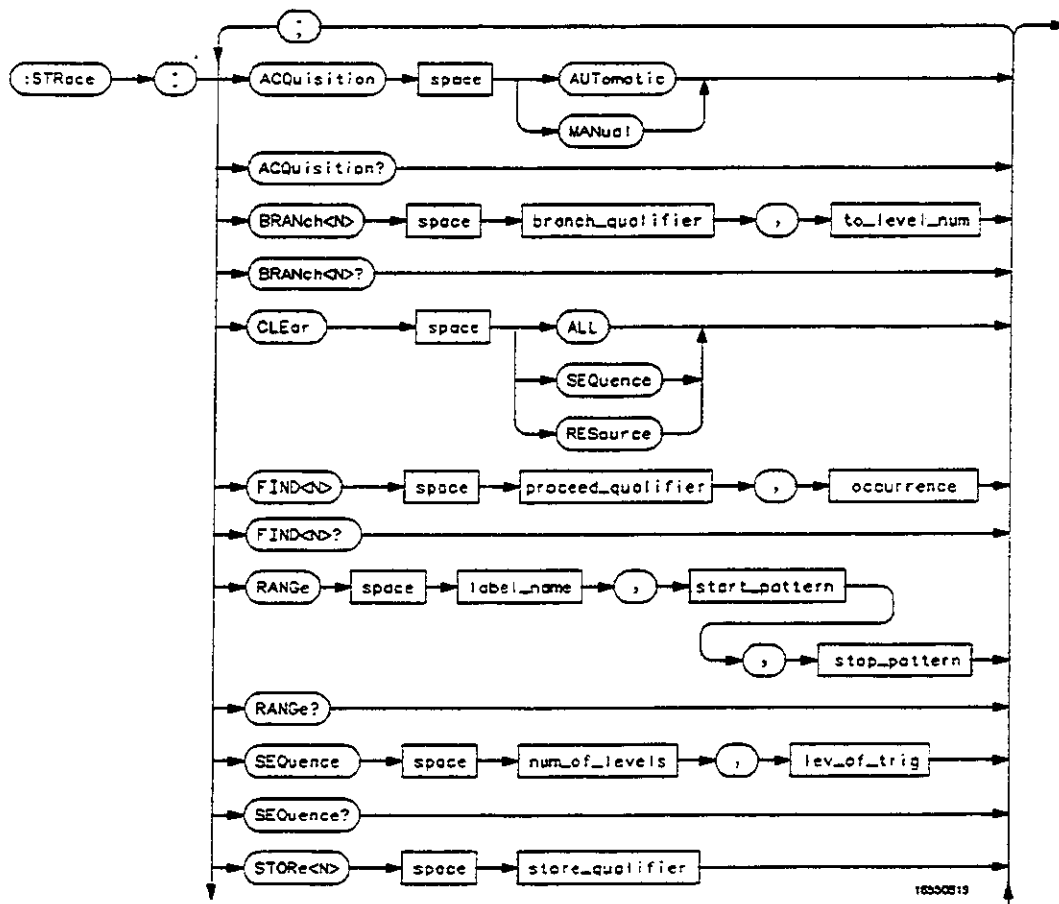 ;
:STRace : ACQuisition space AUTomatic
MANual
ACQuisition?
BRANch<N> space branch_qualifier , to_level_num
BRANch<N>?
CLEar space ALL
SEQuence
RESource
FIND<N> space proceed_qualifier , occurrence
FIND<N>?
RANGe space label_name , start_pattern
, stop_pattern
RANGe?
SEQuence space num_of_levels , lev_of_trig
SEQuence?
STORe<N> space store_qualifier